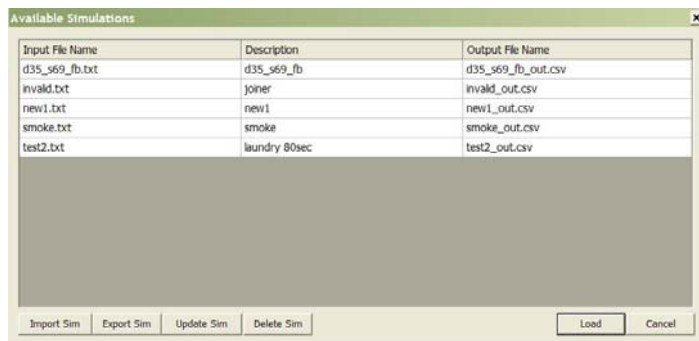 Available Simulations
Input File Name Description Output File Name
d35_s69_fb.txt d35_s69_fb d35_s69_fb_out.csv
invalid.txt joiner invalid_out.csv
new1.txt new1 new1_out.csv
smoke.txt smoke smoke_out.csv
test2.txt laundry 80sec test2_out.csv
Import Sim Export Sim Update Sim Delete Sim Load Cancel